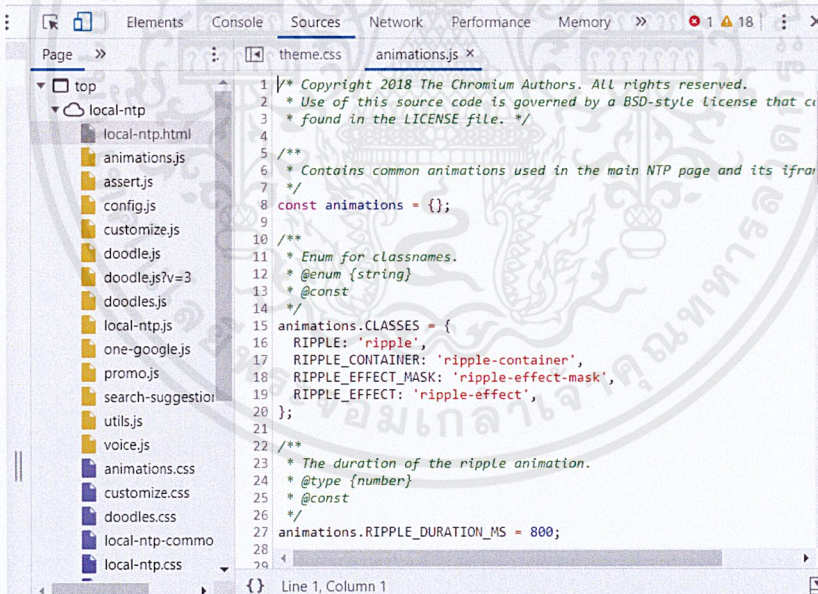 Elements Console Sources Network Performance Memory » 1 18
Page »
theme.css animations.js ×
top
local-ntp
local-ntp.html
animations.js
assert.js
config.js
customize.js
doodle.js
doodle.js?v=3
doodles.js
local-ntp.js
one-google.js
promo.js
search-suggestion
utils.js
voice.js
animations.css
customize.css
doodles.css
local-ntp-commo
local-ntp.css
1 /* Copyright 2018 The Chromium Authors. All rights reserved.
2  * Use of this source code is governed by a BSD-style license that ca
3  * found in the LICENSE file. */
4
5 /**
6  * Contains common animations used in the main NTP page and its ifram
7  */
8 const animations = {};
9
10 /**
11  * Enum for classnames.
12  * @enum {string}
13  * @const
14  */
15 animations.CLASSES = {
16   RIPPLE: 'ripple',
17   RIPPLE_CONTAINER: 'ripple-container',
18   RIPPLE_EFFECT_MASK: 'ripple-effect-mask',
19   RIPPLE_EFFECT: 'ripple-effect',
20 };
21
22 /**
23  * The duration of the ripple animation.
24  * @type {number}
25  * @const
26  */
27 animations.RIPPLE_DURATION_MS = 800;
28
29
{} Line 1, Column 1